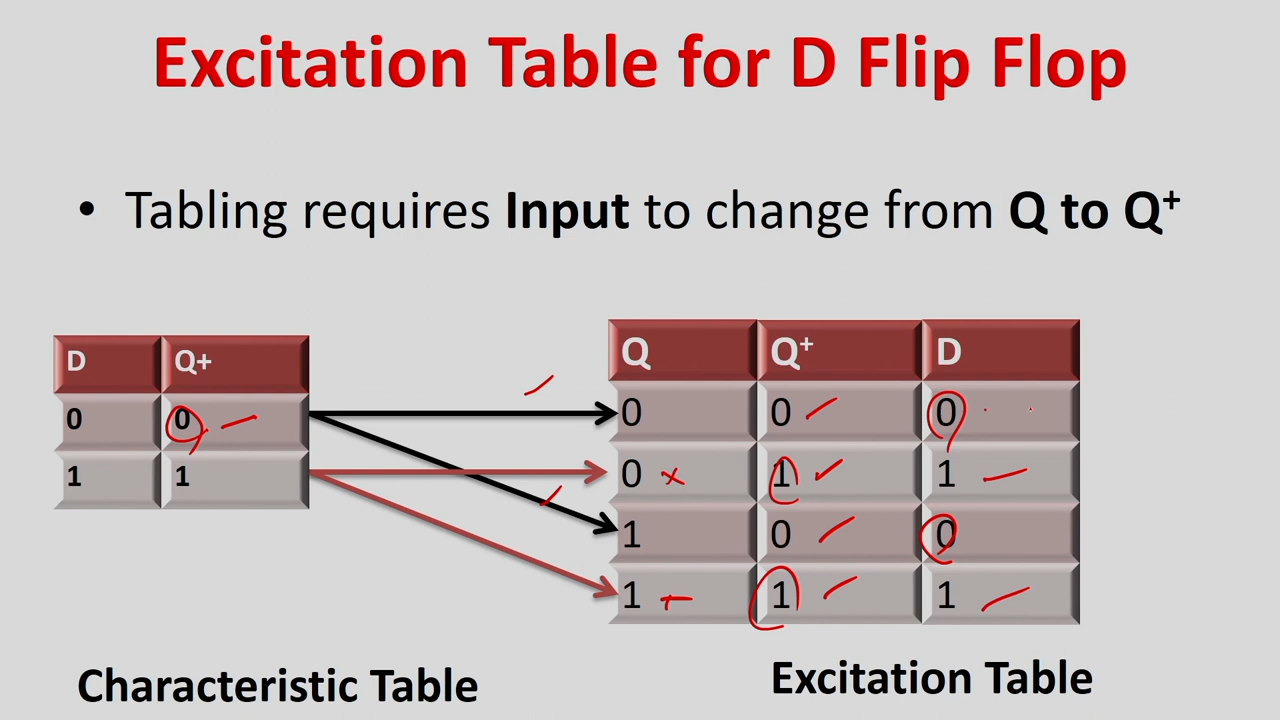 Excitation Table for D Flip Flop
• Tabling requires Input to change from Q to Q⁺
D Q+
0 0
1 1
Q Q⁺ D
0 0 0
0 1 1
1 0 0
1 1 1
Characteristic Table
Excitation Table